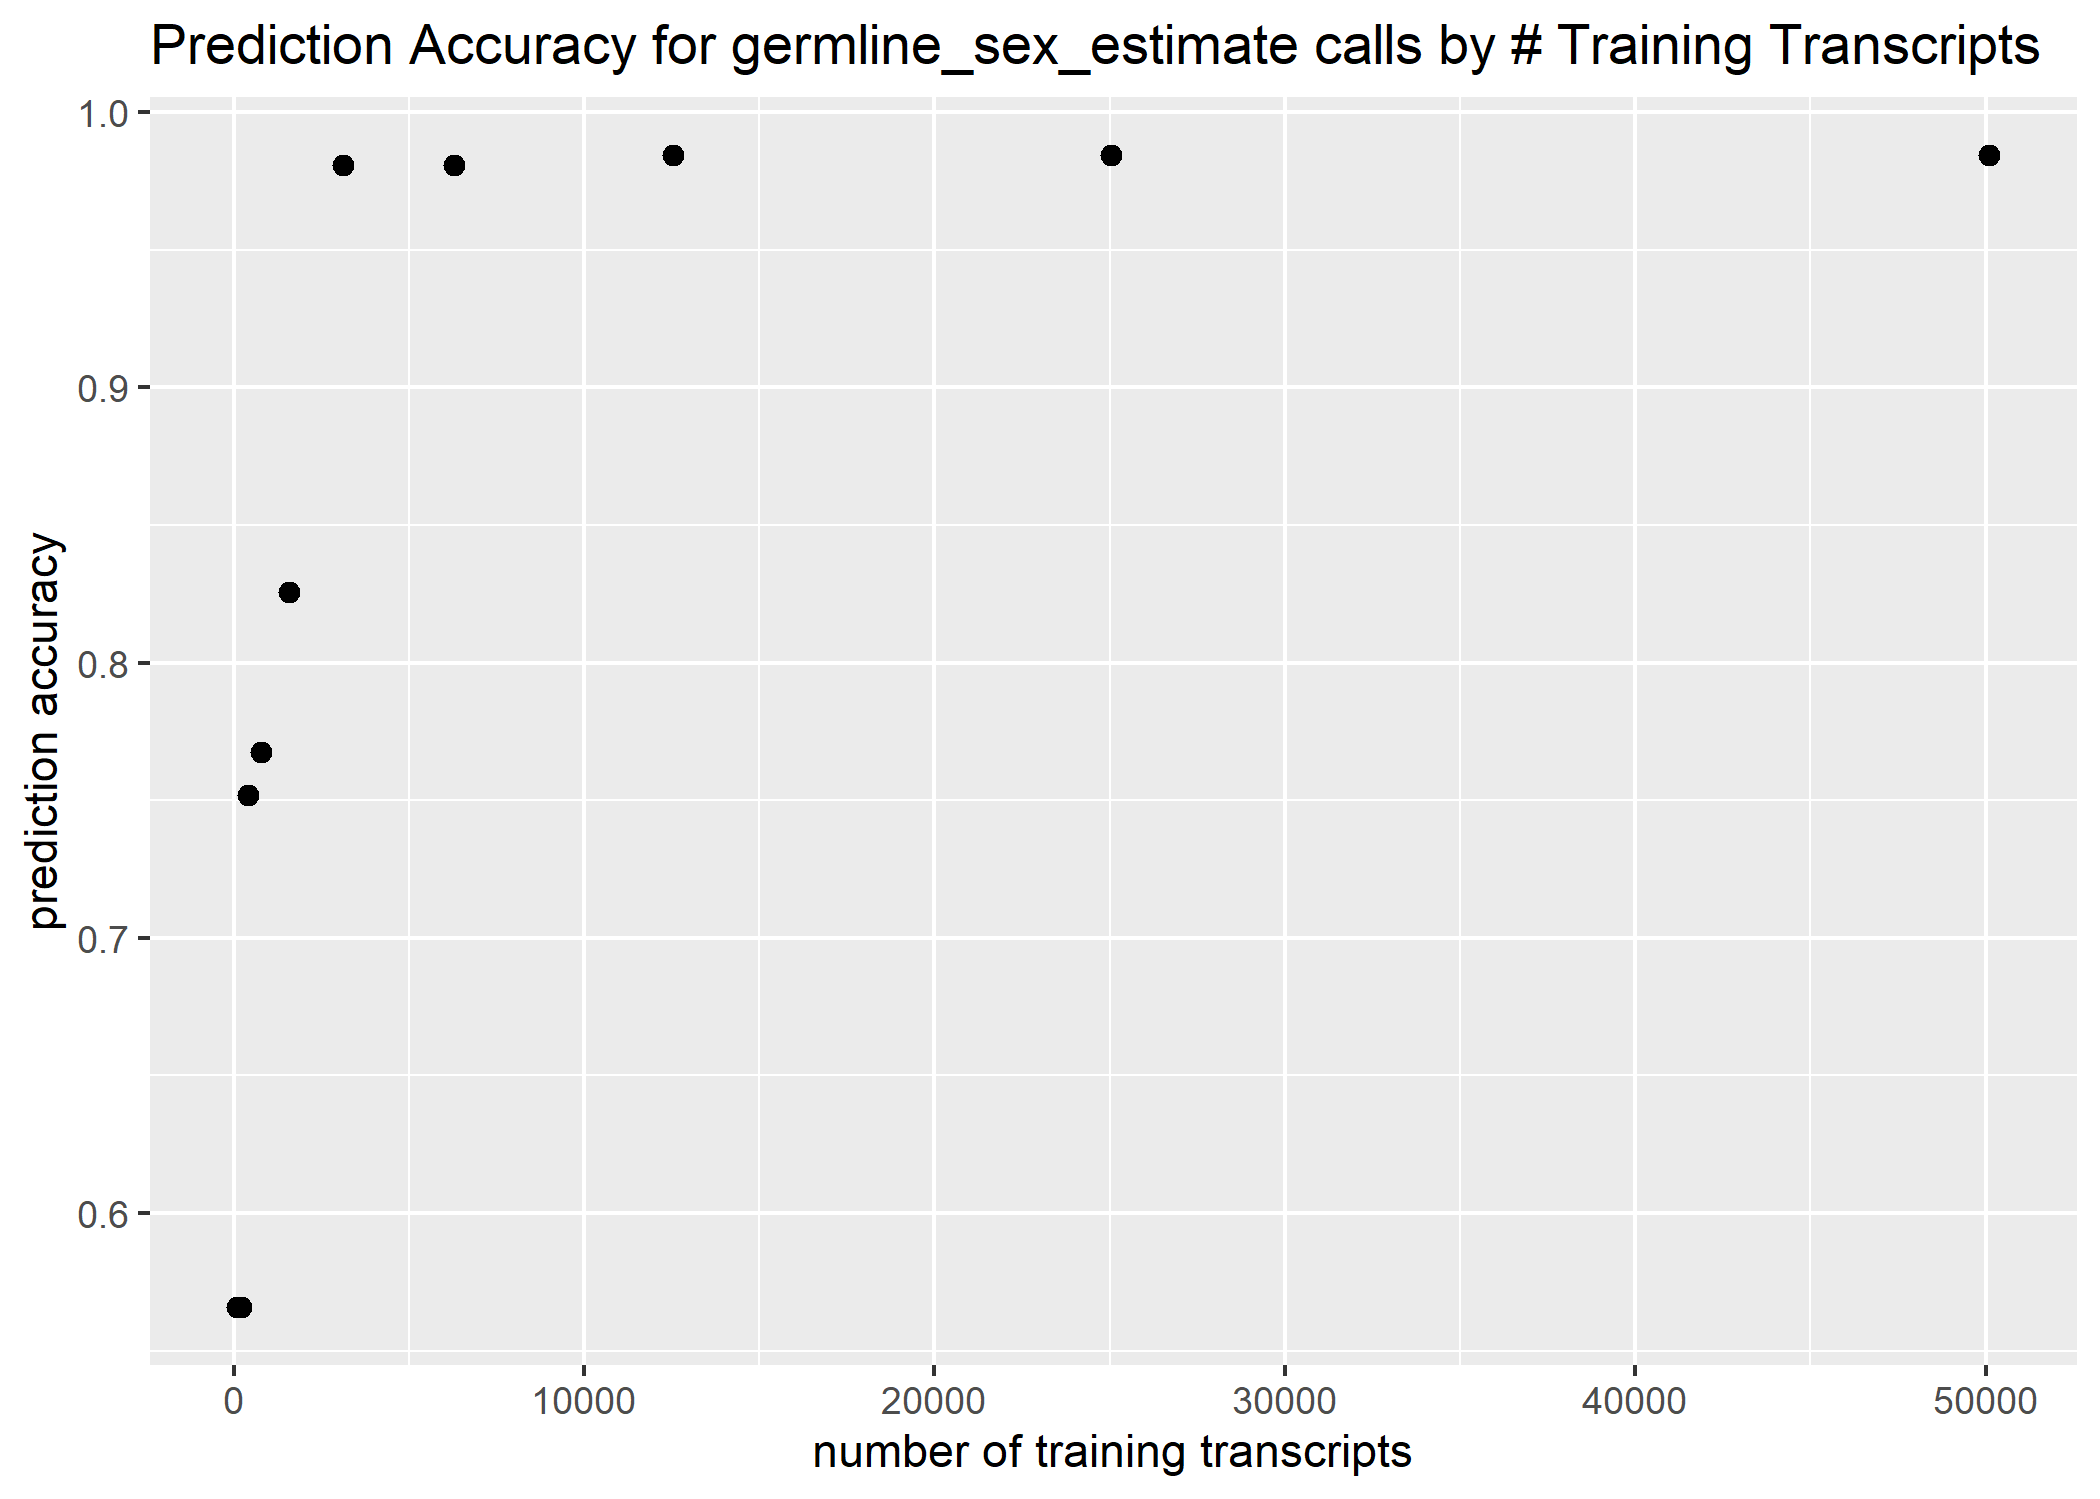 Prediction Accuracy for germline_sex_estimate calls by # Training Transcripts
1.0
0.9
0.8
0.7
0.6
prediction accuracy
0 10000 20000 30000 40000 50000
number of training transcripts